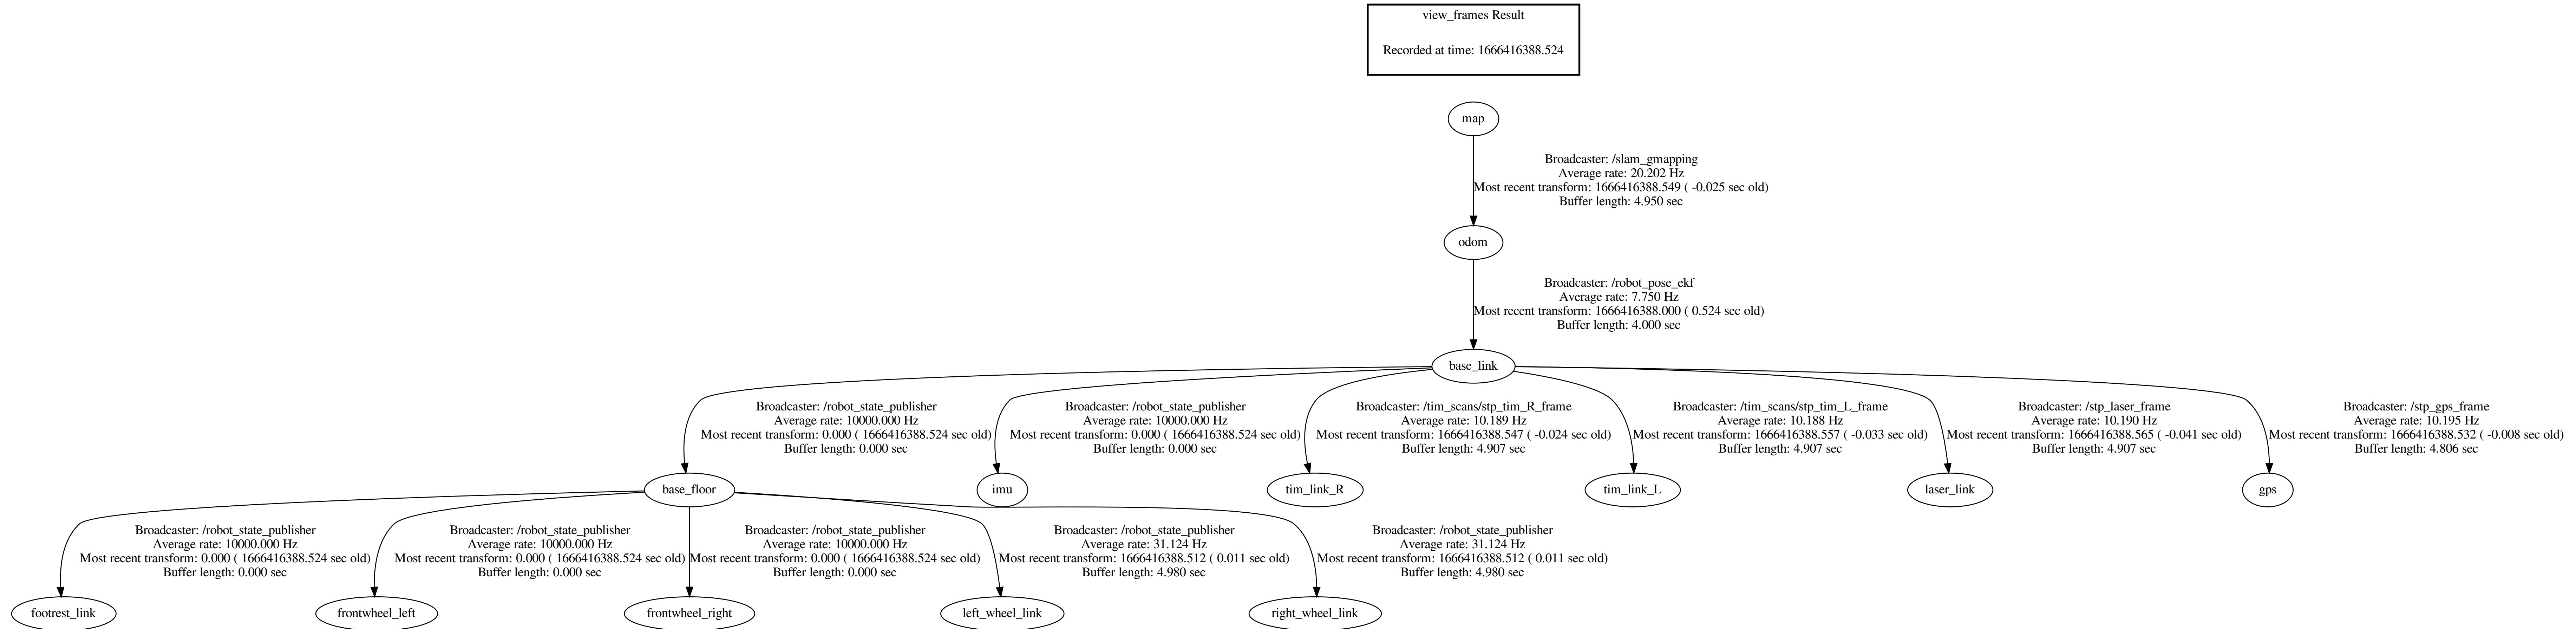 view_frames Result
Recorded at time: 1666416388.524
map
Broadcaster: /slam_gmapping
Average rate: 20.202 Hz
Most recent transform: 1666416388.549 ( -0.025 sec old)
Buffer length: 4.950 sec
odom
Broadcaster: /robot_pose_ekf
Average rate: 7.750 Hz
Most recent transform: 1666416388.000 ( 0.524 sec old)
Buffer length: 4.000 sec
base_link
Broadcaster: /robot_state_publisher
Average rate: 10000.000 Hz
Most recent transform: 0.000 ( 1666416388.524 sec old)
Buffer length: 0.000 sec
Broadcaster: /robot_state_publisher
Average rate: 10000.000 Hz
Most recent transform: 0.000 ( 1666416388.524 sec old)
Buffer length: 0.000 sec
Broadcaster: /tim_scans/stp_tim_R_frame
Average rate: 10.189 Hz
Most recent transform: 1666416388.547 ( -0.024 sec old)
Buffer length: 4.907 sec
Broadcaster: /tim_scans/stp_tim_L_frame
Average rate: 10.188 Hz
Most recent transform: 1666416388.557 ( -0.033 sec old)
Buffer length: 4.907 sec
Broadcaster: /stp_laser_frame
Average rate: 10.190 Hz
Most recent transform: 1666416388.565 ( -0.041 sec old)
Buffer length: 4.907 sec
Broadcaster: /stp_gps_frame
Average rate: 10.195 Hz
Most recent transform: 1666416388.532 ( -0.008 sec old)
Buffer length: 4.806 sec
base_floor
imu
tim_link_R
tim_link_L
laser_link
gps
Broadcaster: /robot_state_publisher
Average rate: 10000.000 Hz
Most recent transform: 0.000 ( 1666416388.524 sec old)
Buffer length: 0.000 sec
Broadcaster: /robot_state_publisher
Average rate: 10000.000 Hz
Most recent transform: 0.000 ( 1666416388.524 sec old)
Buffer length: 0.000 sec
Broadcaster: /robot_state_publisher
Average rate: 10000.000 Hz
Most recent transform: 0.000 ( 1666416388.524 sec old)
Buffer length: 0.000 sec
Broadcaster: /robot_state_publisher
Average rate: 31.124 Hz
Most recent transform: 1666416388.512 ( 0.011 sec old)
Buffer length: 4.980 sec
Broadcaster: /robot_state_publisher
Average rate: 31.124 Hz
Most recent transform: 1666416388.512 ( 0.011 sec old)
Buffer length: 4.980 sec
footrest_link
frontwheel_left
frontwheel_right
left_wheel_link
right_wheel_link